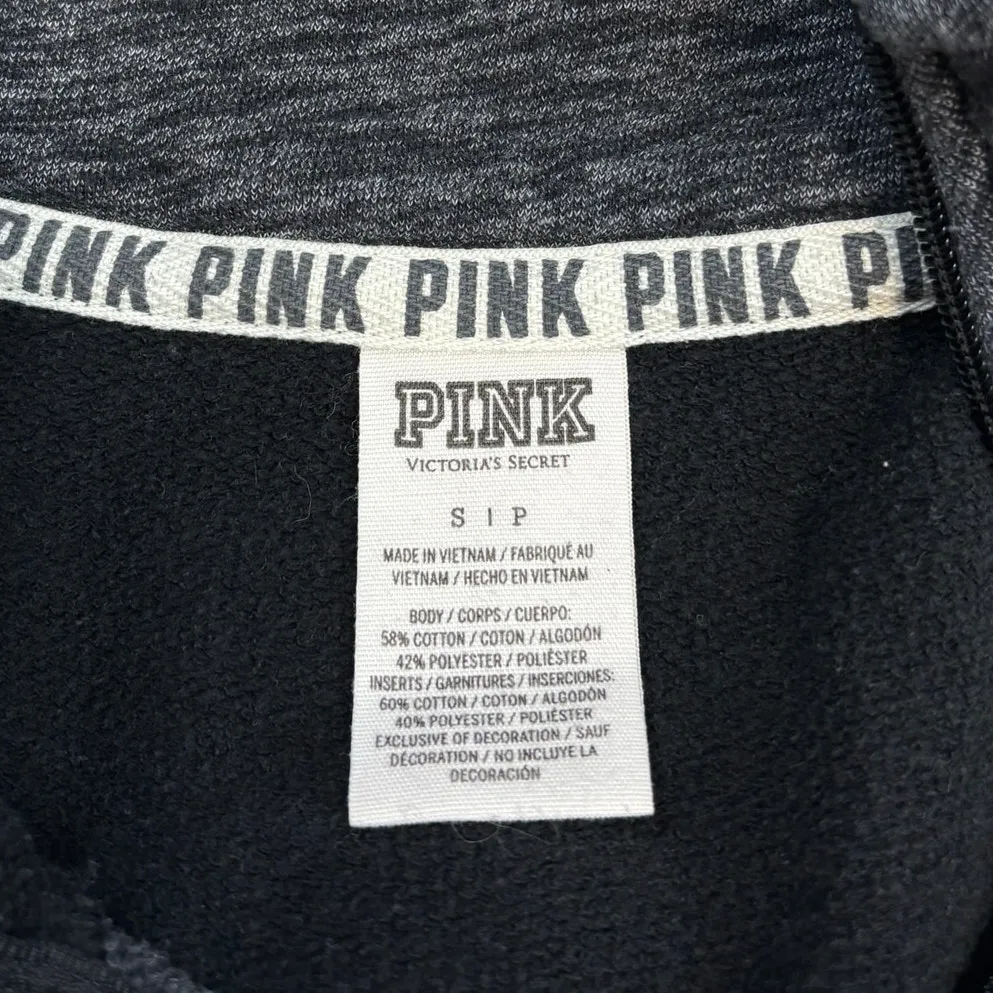 PINK PINK PINK PINK PI
PINK
VICTORIA'S SECRET
S | P
MADE IN VIETNAM / FABRIQUÉ AU
VIETNAM / HECHO EN VIETNAM
BODY / CORPS / CUERPO:
58% COTTON / COTON / ALGODÓN
42% POLYESTER / POLIÉSTER
INSERTS / GARNITURES / INSERCIONES:
60% COTTON / COTON / ALGODÓN
40% POLYESTER / POLIÉSTER
EXCLUSIVE OF DECORATION / SAUF
DÉCORATION / NO INCLUYE LA
DECORACIÓN